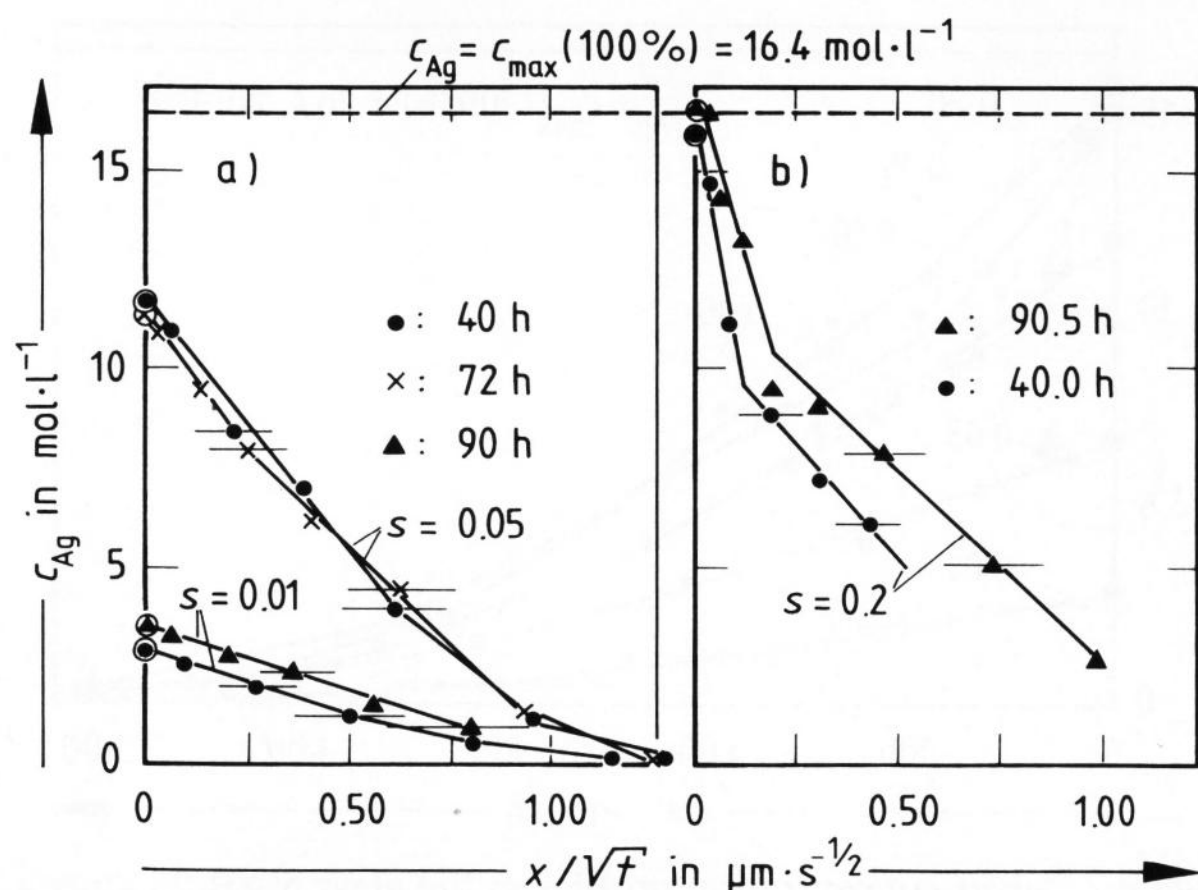 c_Ag = c_max (100%) = 16.4 mol·l⁻¹
a)
b)
15
10
5
0
c_Ag in mol·l⁻¹
●: 40 h
×: 72 h
▲: 90 h
s = 0.05
s = 0.01
▲: 90.5 h
●: 40.0 h
s = 0.2
0 0.50 1.00 0 0.50 1.00
x/√t in µm·s^-1/2